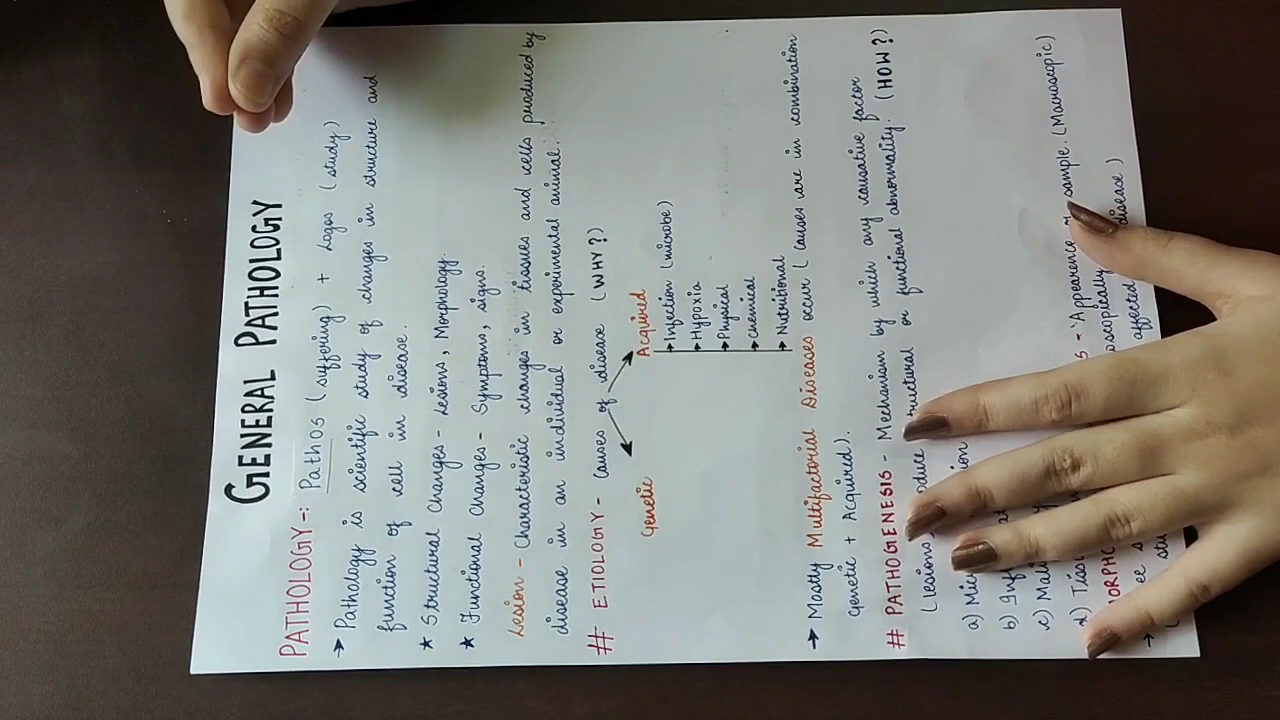 GENERAL PATHOLOGY
PATHOLOGY-: Pathos (suffering) + Logos (study)
→ Pathology is scientific study of changes in structure and
function of cell in disease.
★ Structural Changes - Lesions, Morphology.
★ Functional Changes - Symptoms, signs.
Lesion - Characteristic changes in tissues and cells produced by
disease in an individual or experimental animal.
# ETIOLOGY - Causes of disease (WHY?)
Genetic Acquired
→ Infection (microbe)
→ Hypoxia
→ Physical
→ chemical
→ Nutritional
→ Mostly Multifactorial Diseases occur (causes are in combination
Genetic + Acquired).
# PATHOGENESIS - Mechanism by which any causative factor
(lesions) functional abnormality. (HOW?)
a)
b)
c)
d)
Appearence sample. (Macroscopic)
affected disease)